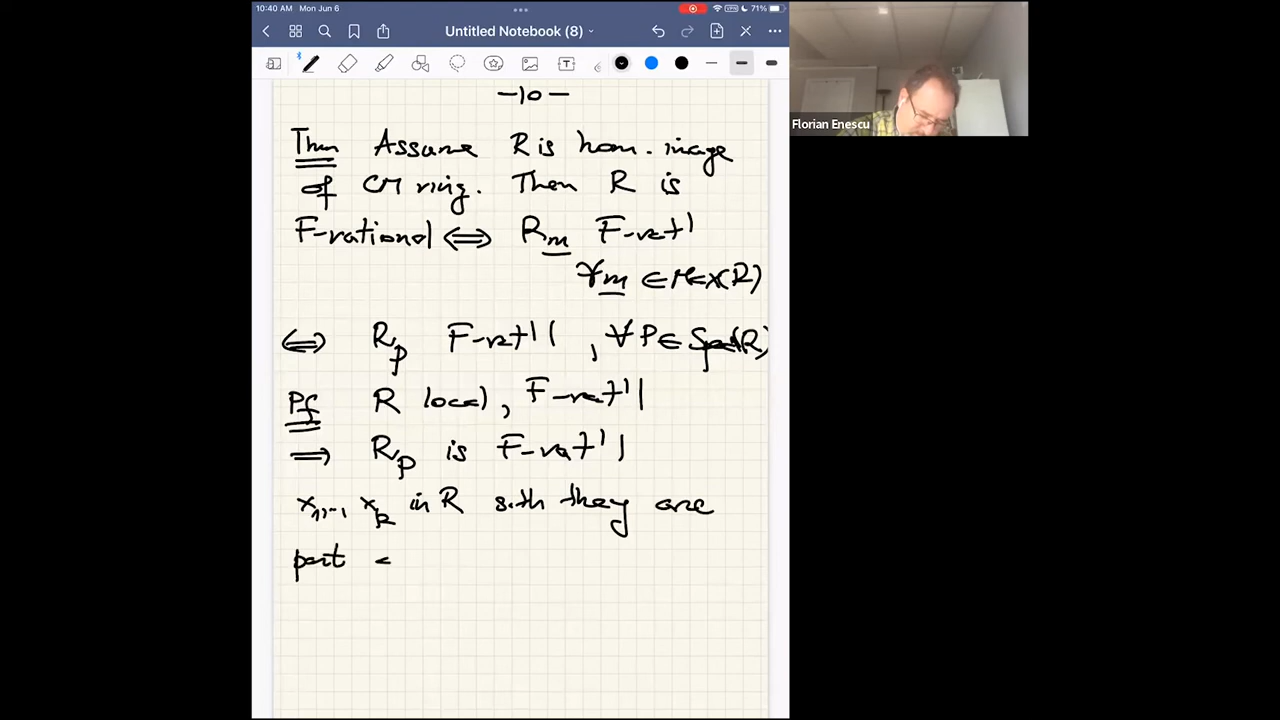 10:40 AM Mon Jun 6
71%
Untitled Notebook (8)
Florian Enescu
-10-
Thm Assume R is hom. image
of CM ring. Then R is
F-rational ⟺ R_m F-rat'l
∀m ∈ Max(R)
⟺ R_P F-rat'l, ∀P∈ Spec(R)
Pf R local, F-rat'l
⟹ R_P is F-rat'l
x_1,..., x_k in R s.th they are
part